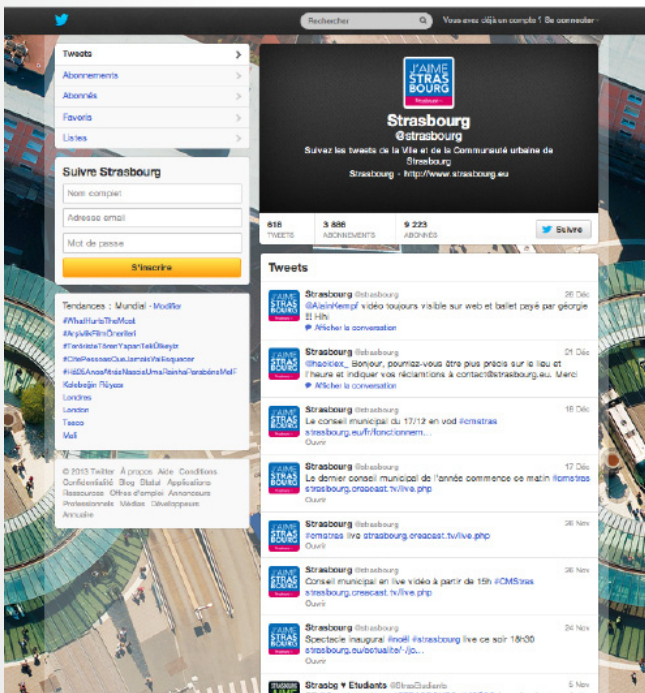 Rechercher
Vous avez déjà un compte ? Se connecter
Tweets
Abonnements
Abonnés
Favoris
Listes
Suivre Strasbourg
Nom complet
Adresse email
Mot de passe
S'inscrire
Tendances : Mondial · Modifier
#WhatHurtsTheMost
#TeröristeTörenYapanTekÜlkeyiz
#CitePessoasQueJamaisVaiEsquecer
Kelebeğin Rüyası
Londres
London
Tesco
Mali
© 2013 Twitter À propos Aide Conditions
Confidentialité Blog Statut Applications
Ressources Offres d'emploi Annonceurs
Professionnels Médias Développeurs
Annuaire
J'AIME
STRAS
BOURG
Strasbourg
@strasbourg
Suivez les tweets de la Ville et de la Communauté urbaine de
Strasbourg
Strasbourg · http://www.strasbourg.eu
618 TWEETS
3 886 ABONNEMENTS
9 223 ABONNÉS
Suivre
Tweets
Strasbourg @strasbourg 26 Déc
@AlainKempf vidéo toujours visible sur web et ballet payé par géorgie
!! Hhi
Afficher la conversation
Strasbourg @strasbourg 21 Déc
Bonjour, pourriez-vous être plus précis sur le lieu et
l'heure et indiquer vos réclamtions à contact@strasbourg.eu. Merci
Afficher la conversation
Strasbourg @strasbourg 18 Déc
Le conseil municipal du 17/12 en vod #cmstras
strasbourg.eu/fr/fonctionnem...
Ouvrir
Strasbourg @strasbourg 17 Déc
Le dernier conseil municipal de l'année commence ce matin #cmstras
strasbourg.creacast.tv/live.php
Ouvrir
Strasbourg @strasbourg 26 Nov
#cmstras live strasbourg.creacast.tv/live.php
Ouvrir
Strasbourg @strasbourg 26 Nov
Conseil municipal en live vidéo à partir de 15h #CMStras
strasbourg.creacast.tv/live.php
Ouvrir
Strasbourg @strasbourg 24 Nov
Spectacle inaugural #noël #strasbourg live ce soir 18h30
strasbourg.eu/actualite/-/jo...
Ouvrir
Strasbg ♥ Etudiants @StrasEtudiants 5 Nov